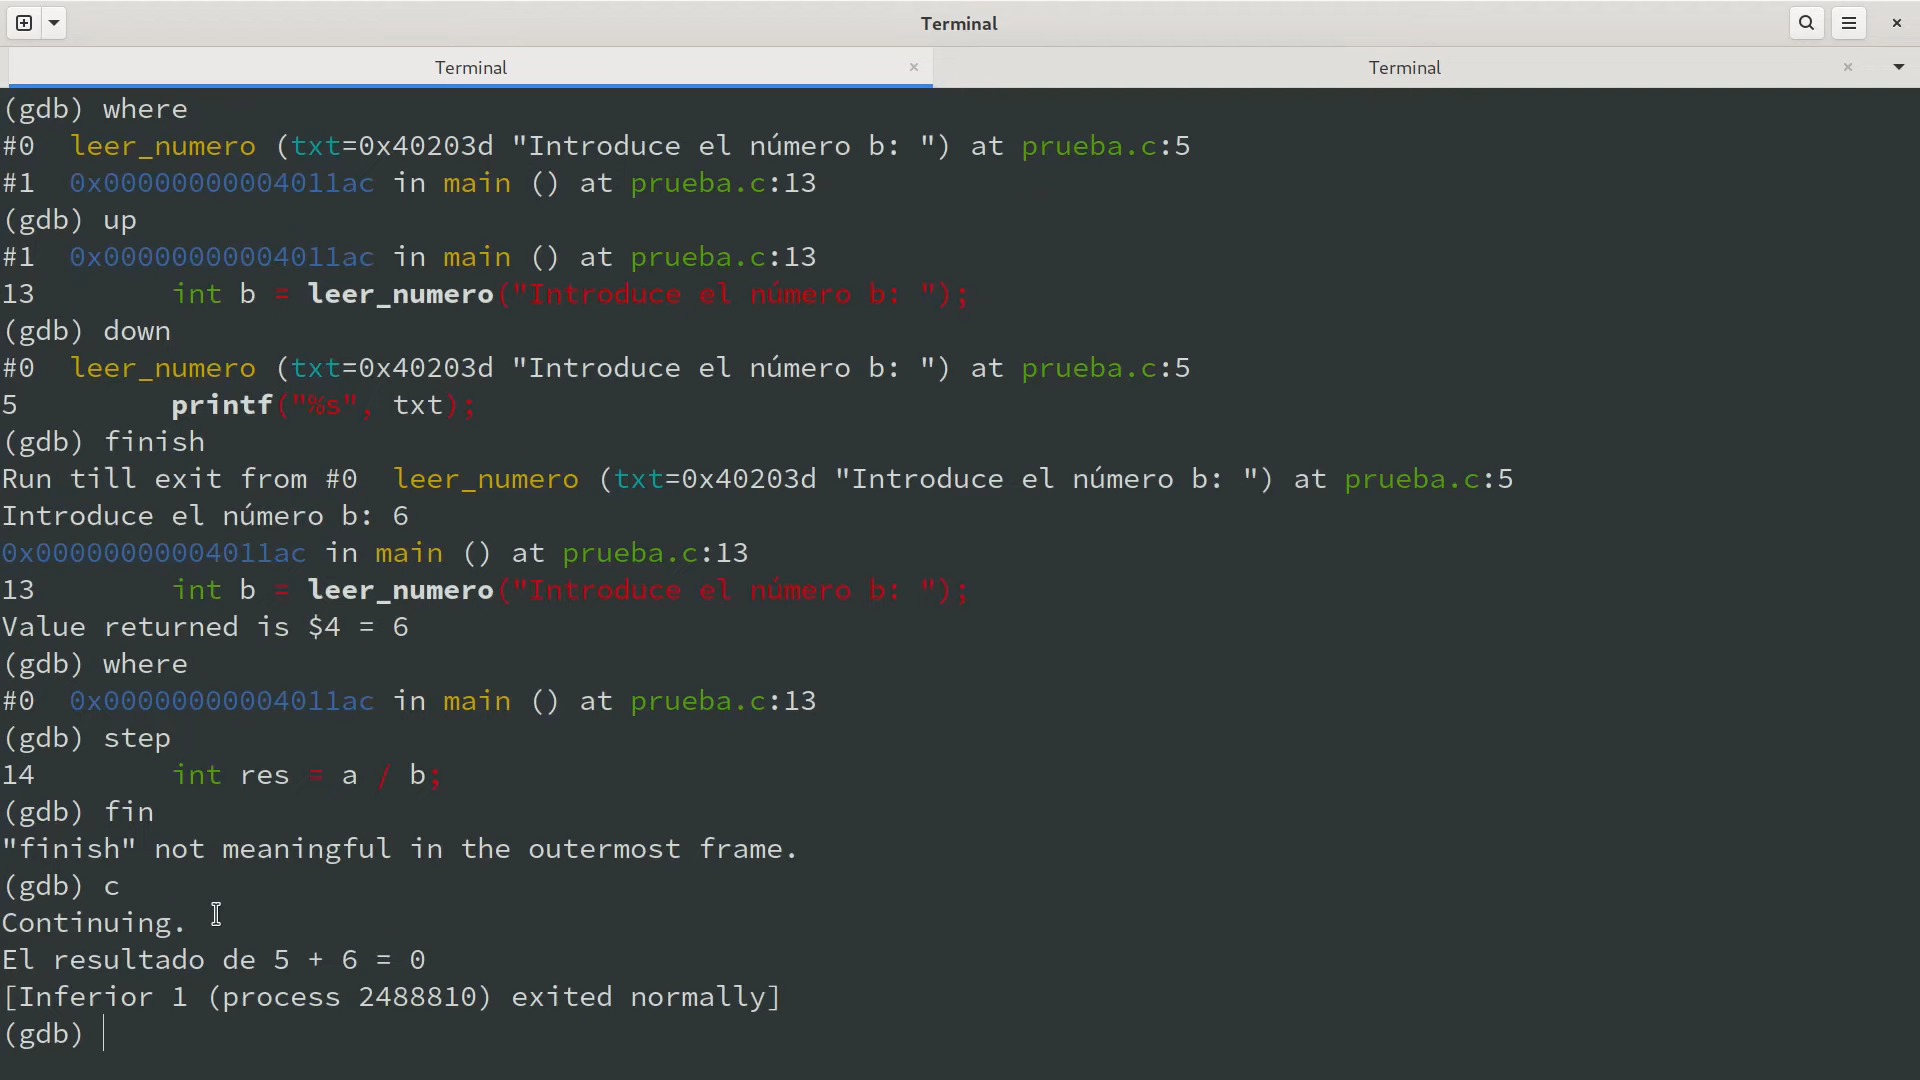 Terminal
Terminal
Terminal
(gdb) where
#0  leer_numero (txt=0x40203d "Introduce el número b: ") at prueba.c:5
#1  0x00000000004011ac in main () at prueba.c:13
(gdb) up
#1  0x00000000004011ac in main () at prueba.c:13
13        int b = leer_numero("Introduce el número b: ");
(gdb) down
#0  leer_numero (txt=0x40203d "Introduce el número b: ") at prueba.c:5
5         printf("%s", txt);
(gdb) finish
Run till exit from #0  leer_numero (txt=0x40203d "Introduce el número b: ") at prueba.c:5
Introduce el número b: 6
0x00000000004011ac in main () at prueba.c:13
13        int b = leer_numero("Introduce el número b: ");
Value returned is $4 = 6
(gdb) where
#0  0x00000000004011ac in main () at prueba.c:13
(gdb) step
14        int res = a / b;
(gdb) fin
"finish" not meaningful in the outermost frame.
(gdb) c
Continuing.
El resultado de 5 + 6 = 0
[Inferior 1 (process 2488810) exited normally]
(gdb)